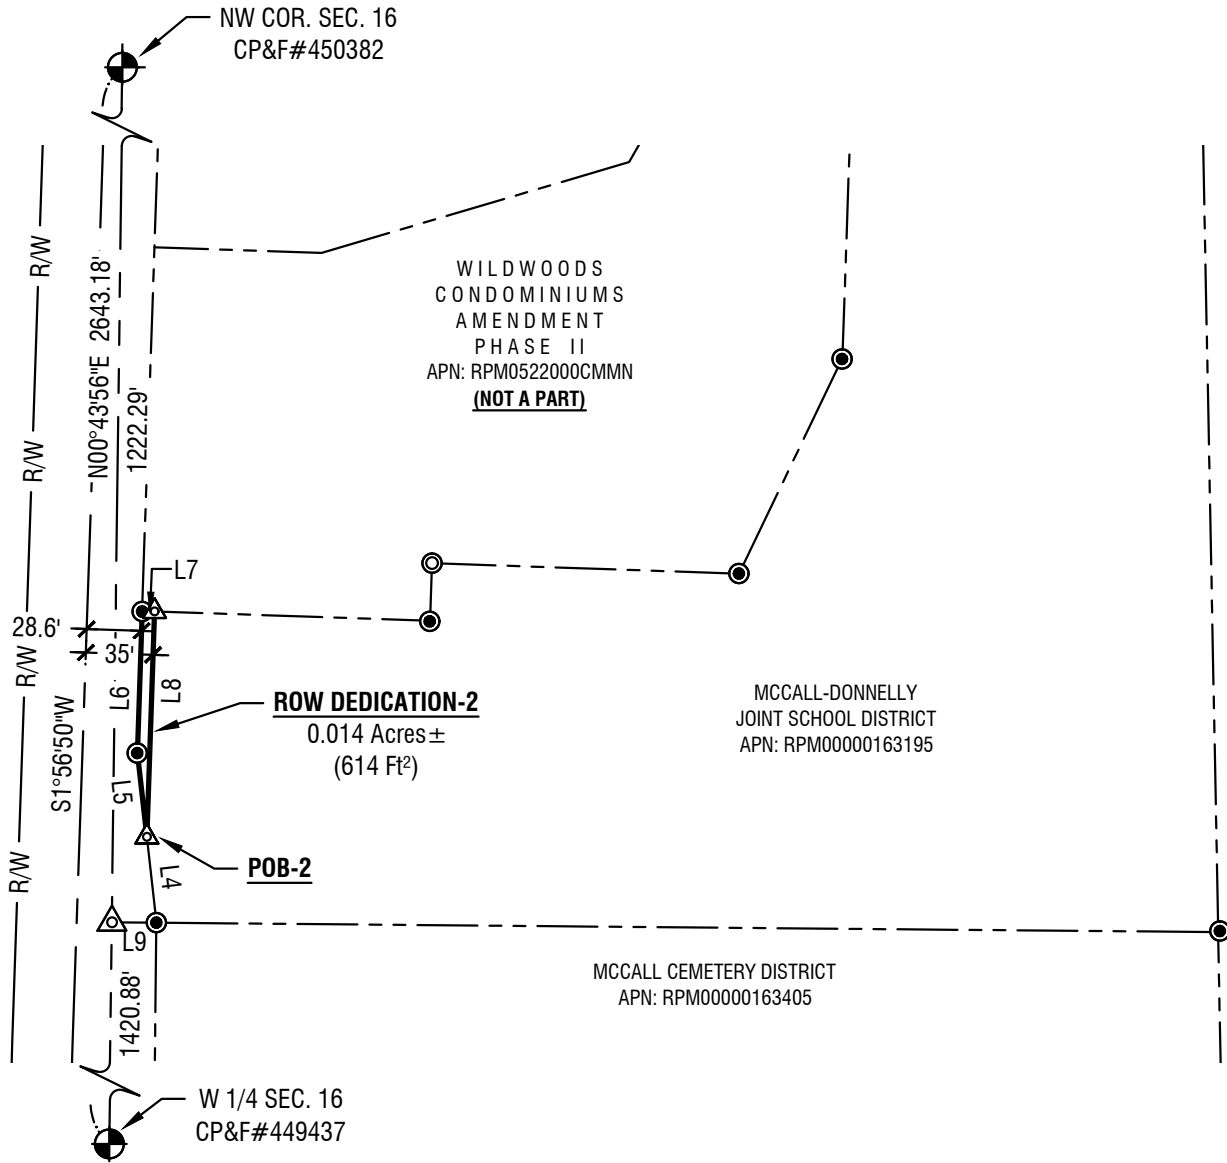 NW COR. SEC. 16
CP&F#450382
R/W
N00°43'56"E 2643.18'
1222.29'
WILDWOODS
CONDOMINIUMS
AMENDMENT
PHASE II
APN: RPM0522000CMMN
(NOT A PART)
R/W
L7
28.6'
35'
R/W
L6
L8
ROW DEDICATION-2
0.014 Acres±
(614 Ft²)
MCCALL-DONNELLY
JOINT SCHOOL DISTRICT
APN: RPM00000163195
S1°56'50"W
L5
R/W
POB-2
L4
L9
1420.88'
MCCALL CEMETERY DISTRICT
APN: RPM00000163405
W 1/4 SEC. 16
CP&F#449437